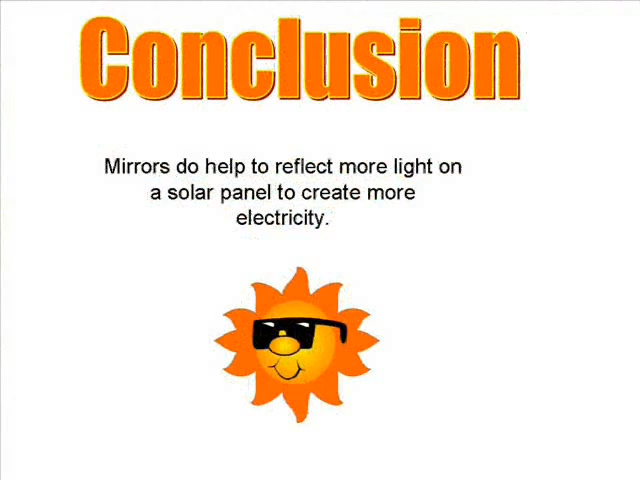 Conclusion
Mirrors do help to reflect more light on
a solar panel to create more
electricity.